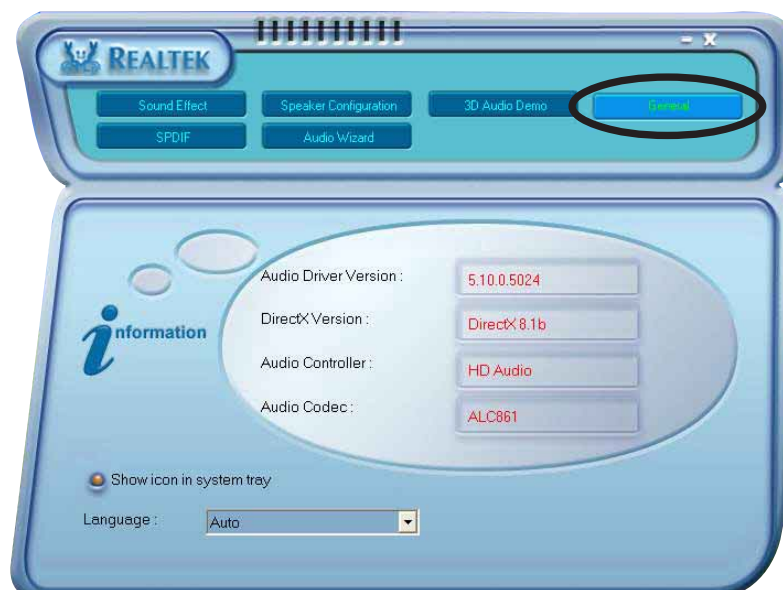 REALTEK
- X
Sound Effect
Speaker Configuration
3D Audio Demo
General
SPDIF
Audio Wizard
information
Audio Driver Version :
5.10.0.5024
DirectX Version :
DirectX 8.1b
Audio Controller :
HD Audio
Audio Codec :
ALC861
Show icon in system tray
Language :
Auto